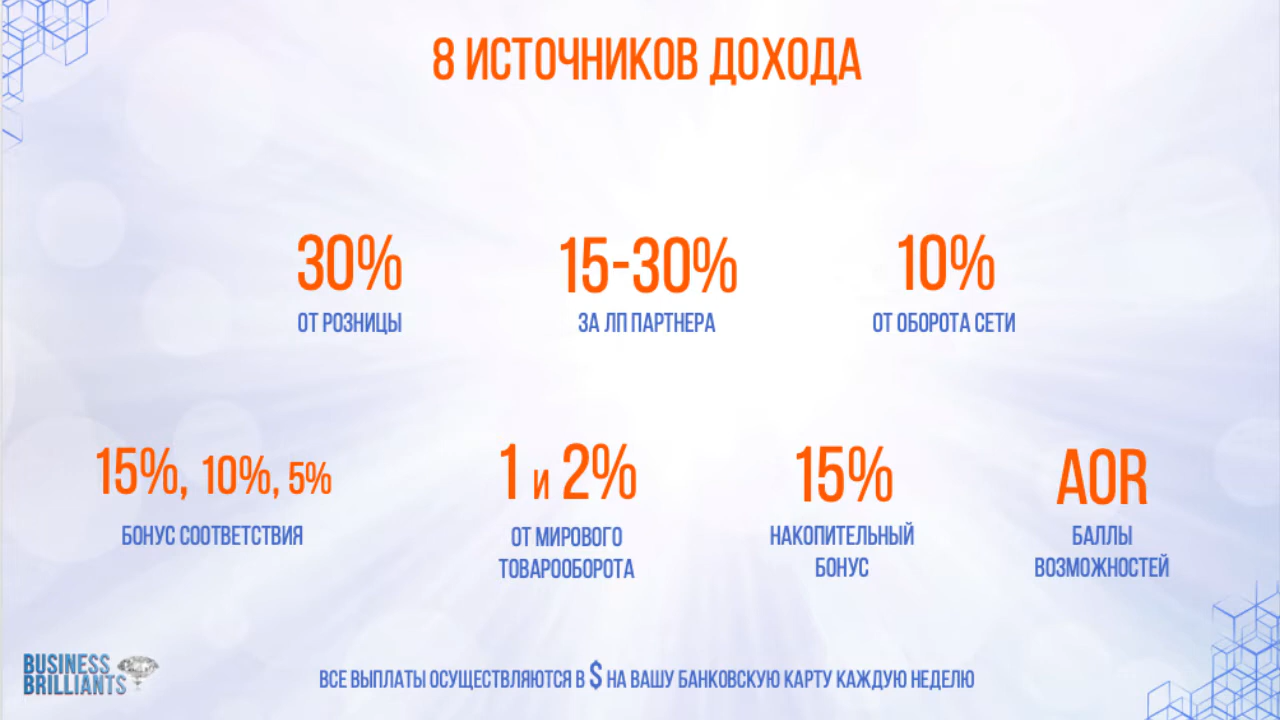 8 ИСТОЧНИКОВ ДОХОДА
30%
ОТ РОЗНИЦЫ
15-30%
ЗА ЛП ПАРТНЕРА
10%
ОТ ОБОРОТА СЕТИ
15%, 10%, 5%
БОНУС СООТВЕТСТВИЯ
1 и 2%
ОТ МИРОВОГО
ТОВАРООБОРОТА
15%
НАКОПИТЕЛЬНЫЙ
БОНУС
AOR
БАЛЛЫ
ВОЗМОЖНОСТЕЙ
BUSINESS
BRILLIANTS
ВСЕ ВЫПЛАТЫ ОСУЩЕСТВЛЯЮТСЯ В $ НА ВАШУ БАНКОВСКУЮ КАРТУ КАЖДУЮ НЕДЕЛЮ